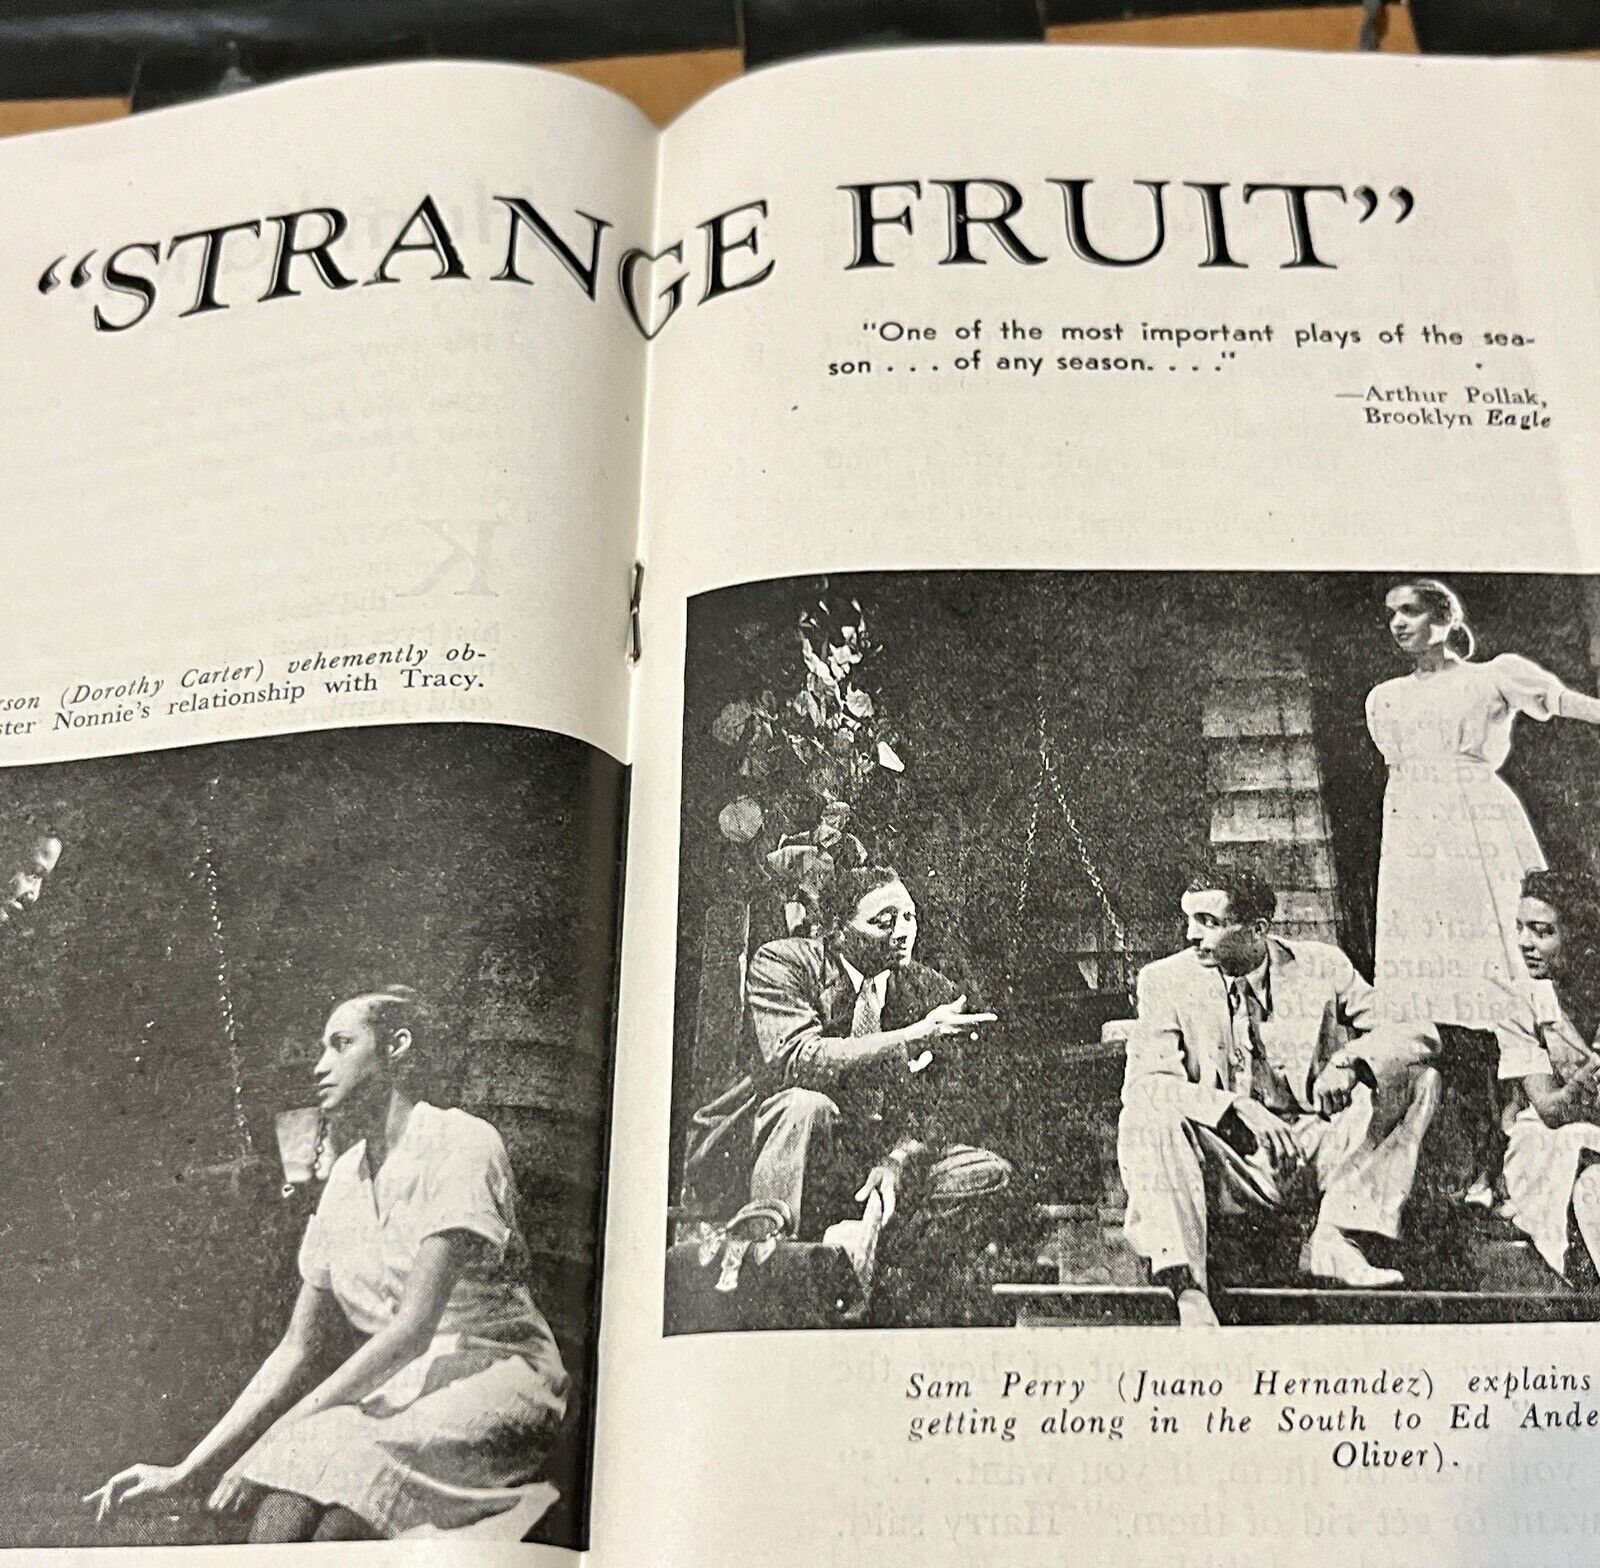 "STRANGE FRUIT"
"One of the most important plays of the sea-
son . . . of any season. . . ."
—Arthur Pollak,
Brooklyn Eagle
rson (Dorothy Carter) vehemently ob-
ster Nonnie's relationship with Tracy.
Sam Perry (Juano Hernandez) explains
getting along in the South to Ed Ande
Oliver).